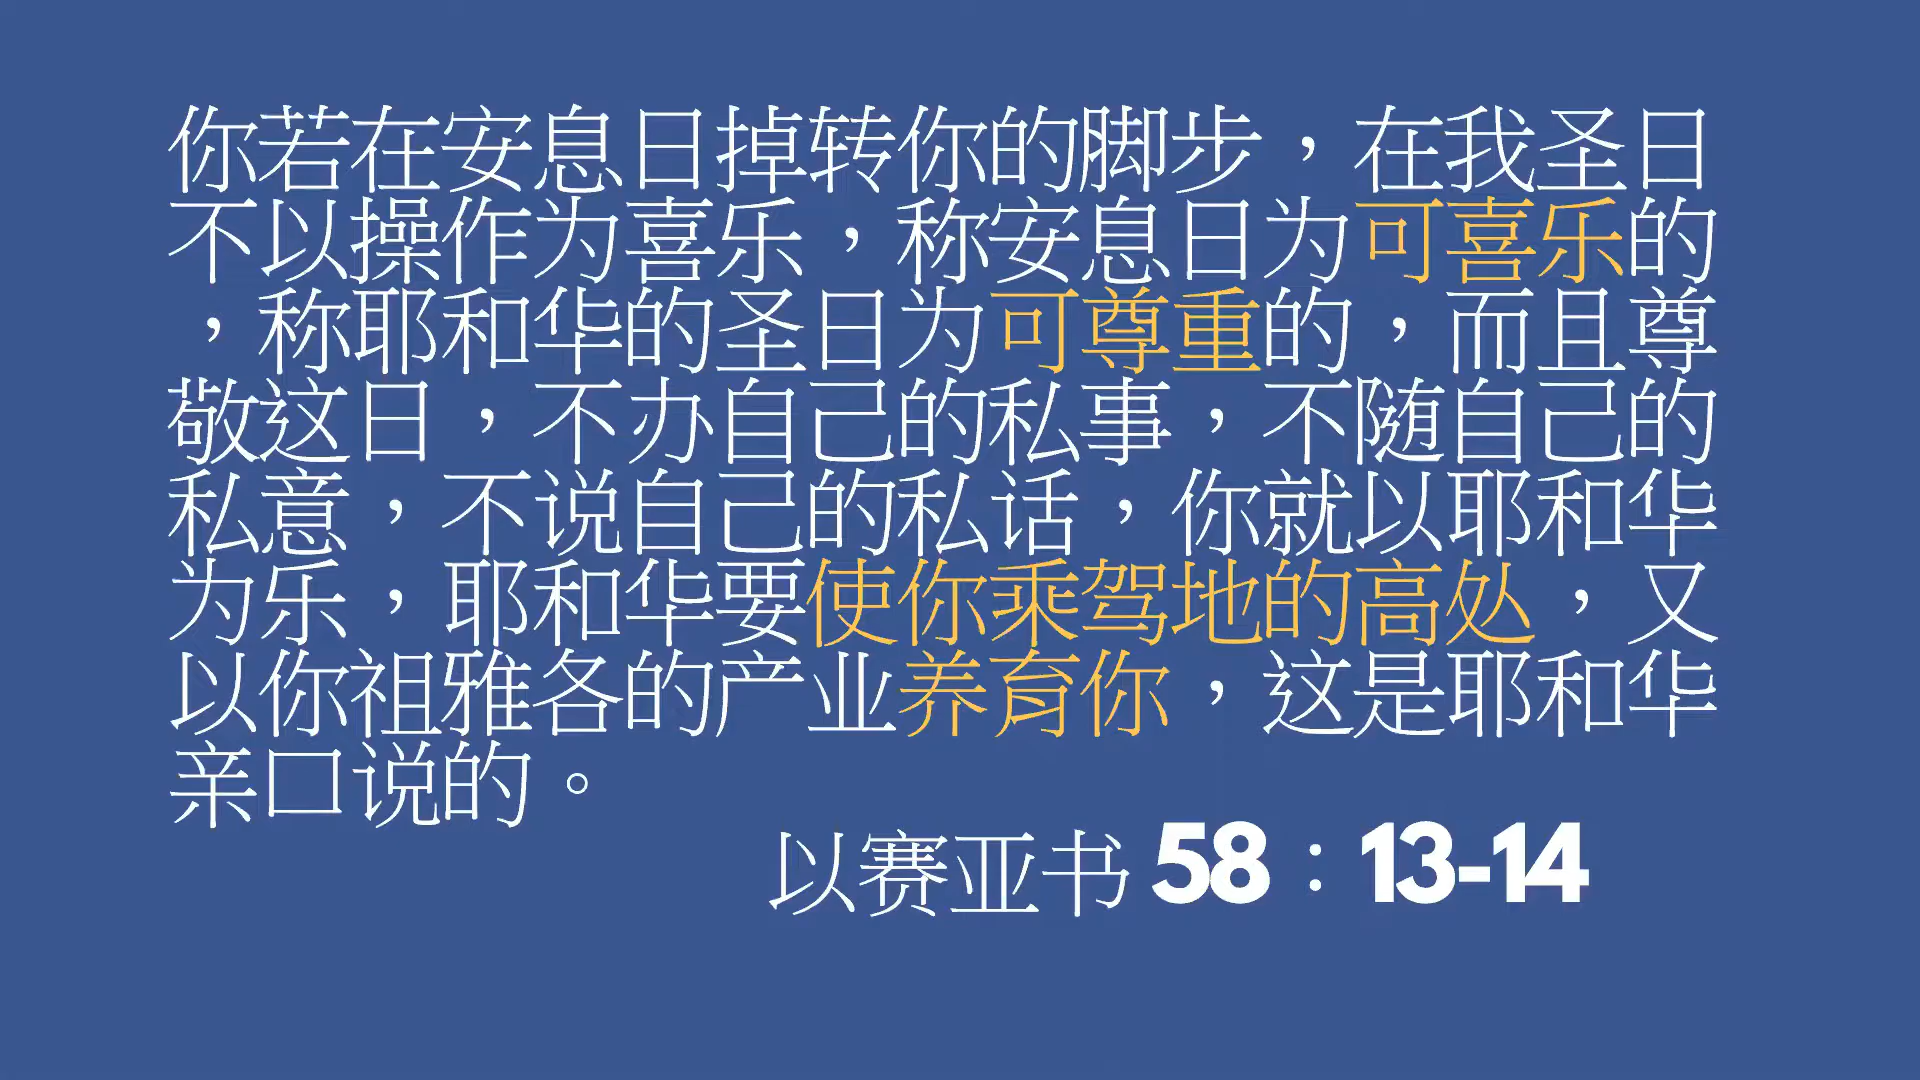 你若在安息日掉转你的脚步，在我圣日
不以操作为喜乐，称安息日为可喜乐的
，称耶和华的圣日为可尊重的，而且尊
敬这日，不办自己的私事，不随自己的
私意，不说自己的私话，你就以耶和华
为乐，耶和华要使你乘驾地的高处，又
以你祖雅各的产业养育你，这是耶和华
亲口说的。
以赛亚书 58：13-14